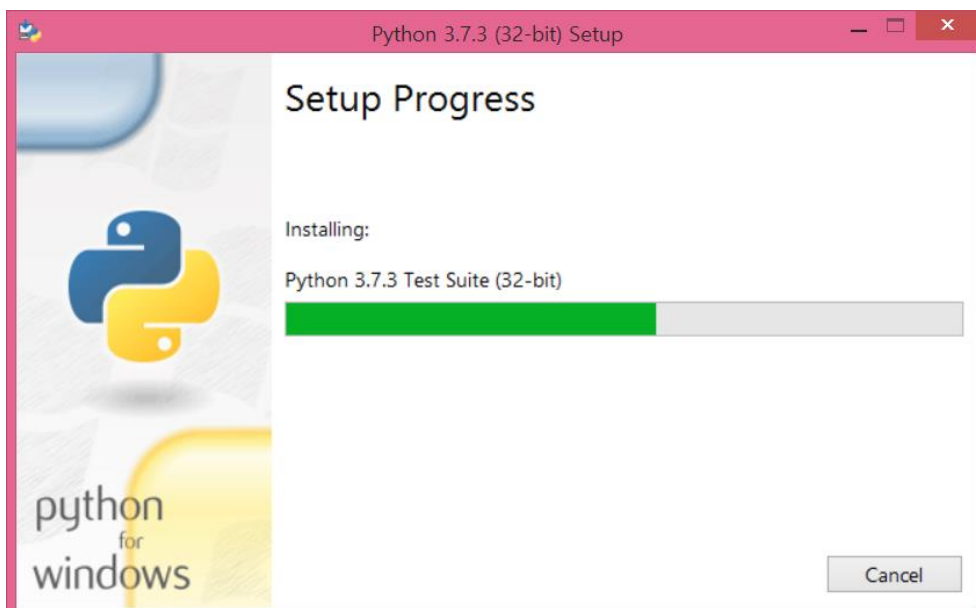 Python 3.7.3 (32-bit) Setup
Setup Progress
Installing:
Python 3.7.3 Test Suite (32-bit)
python
for
windows
Cancel